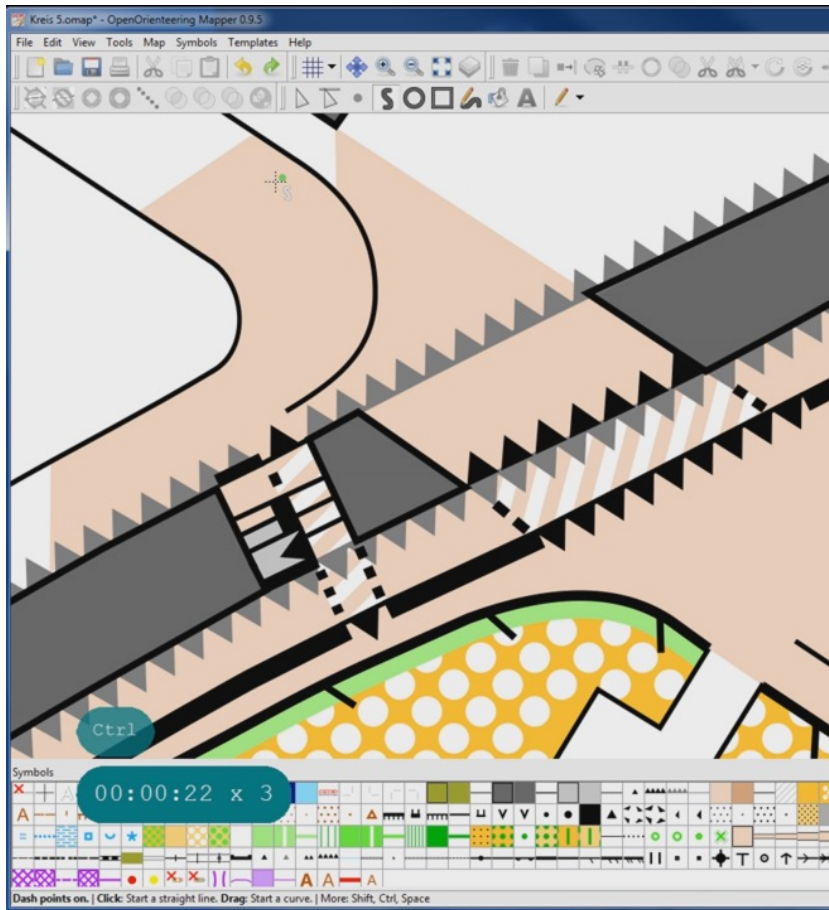 Kreis 5.omap* - OpenOrienteering Mapper 0.9.5
File Edit View Tools Map Symbols Templates Help
Ctrl
Symbols
00:00:22 x 3
Dash points on. | Click: Start a straight line. Drag: Start a curve. | More: Shift, Ctrl, Space